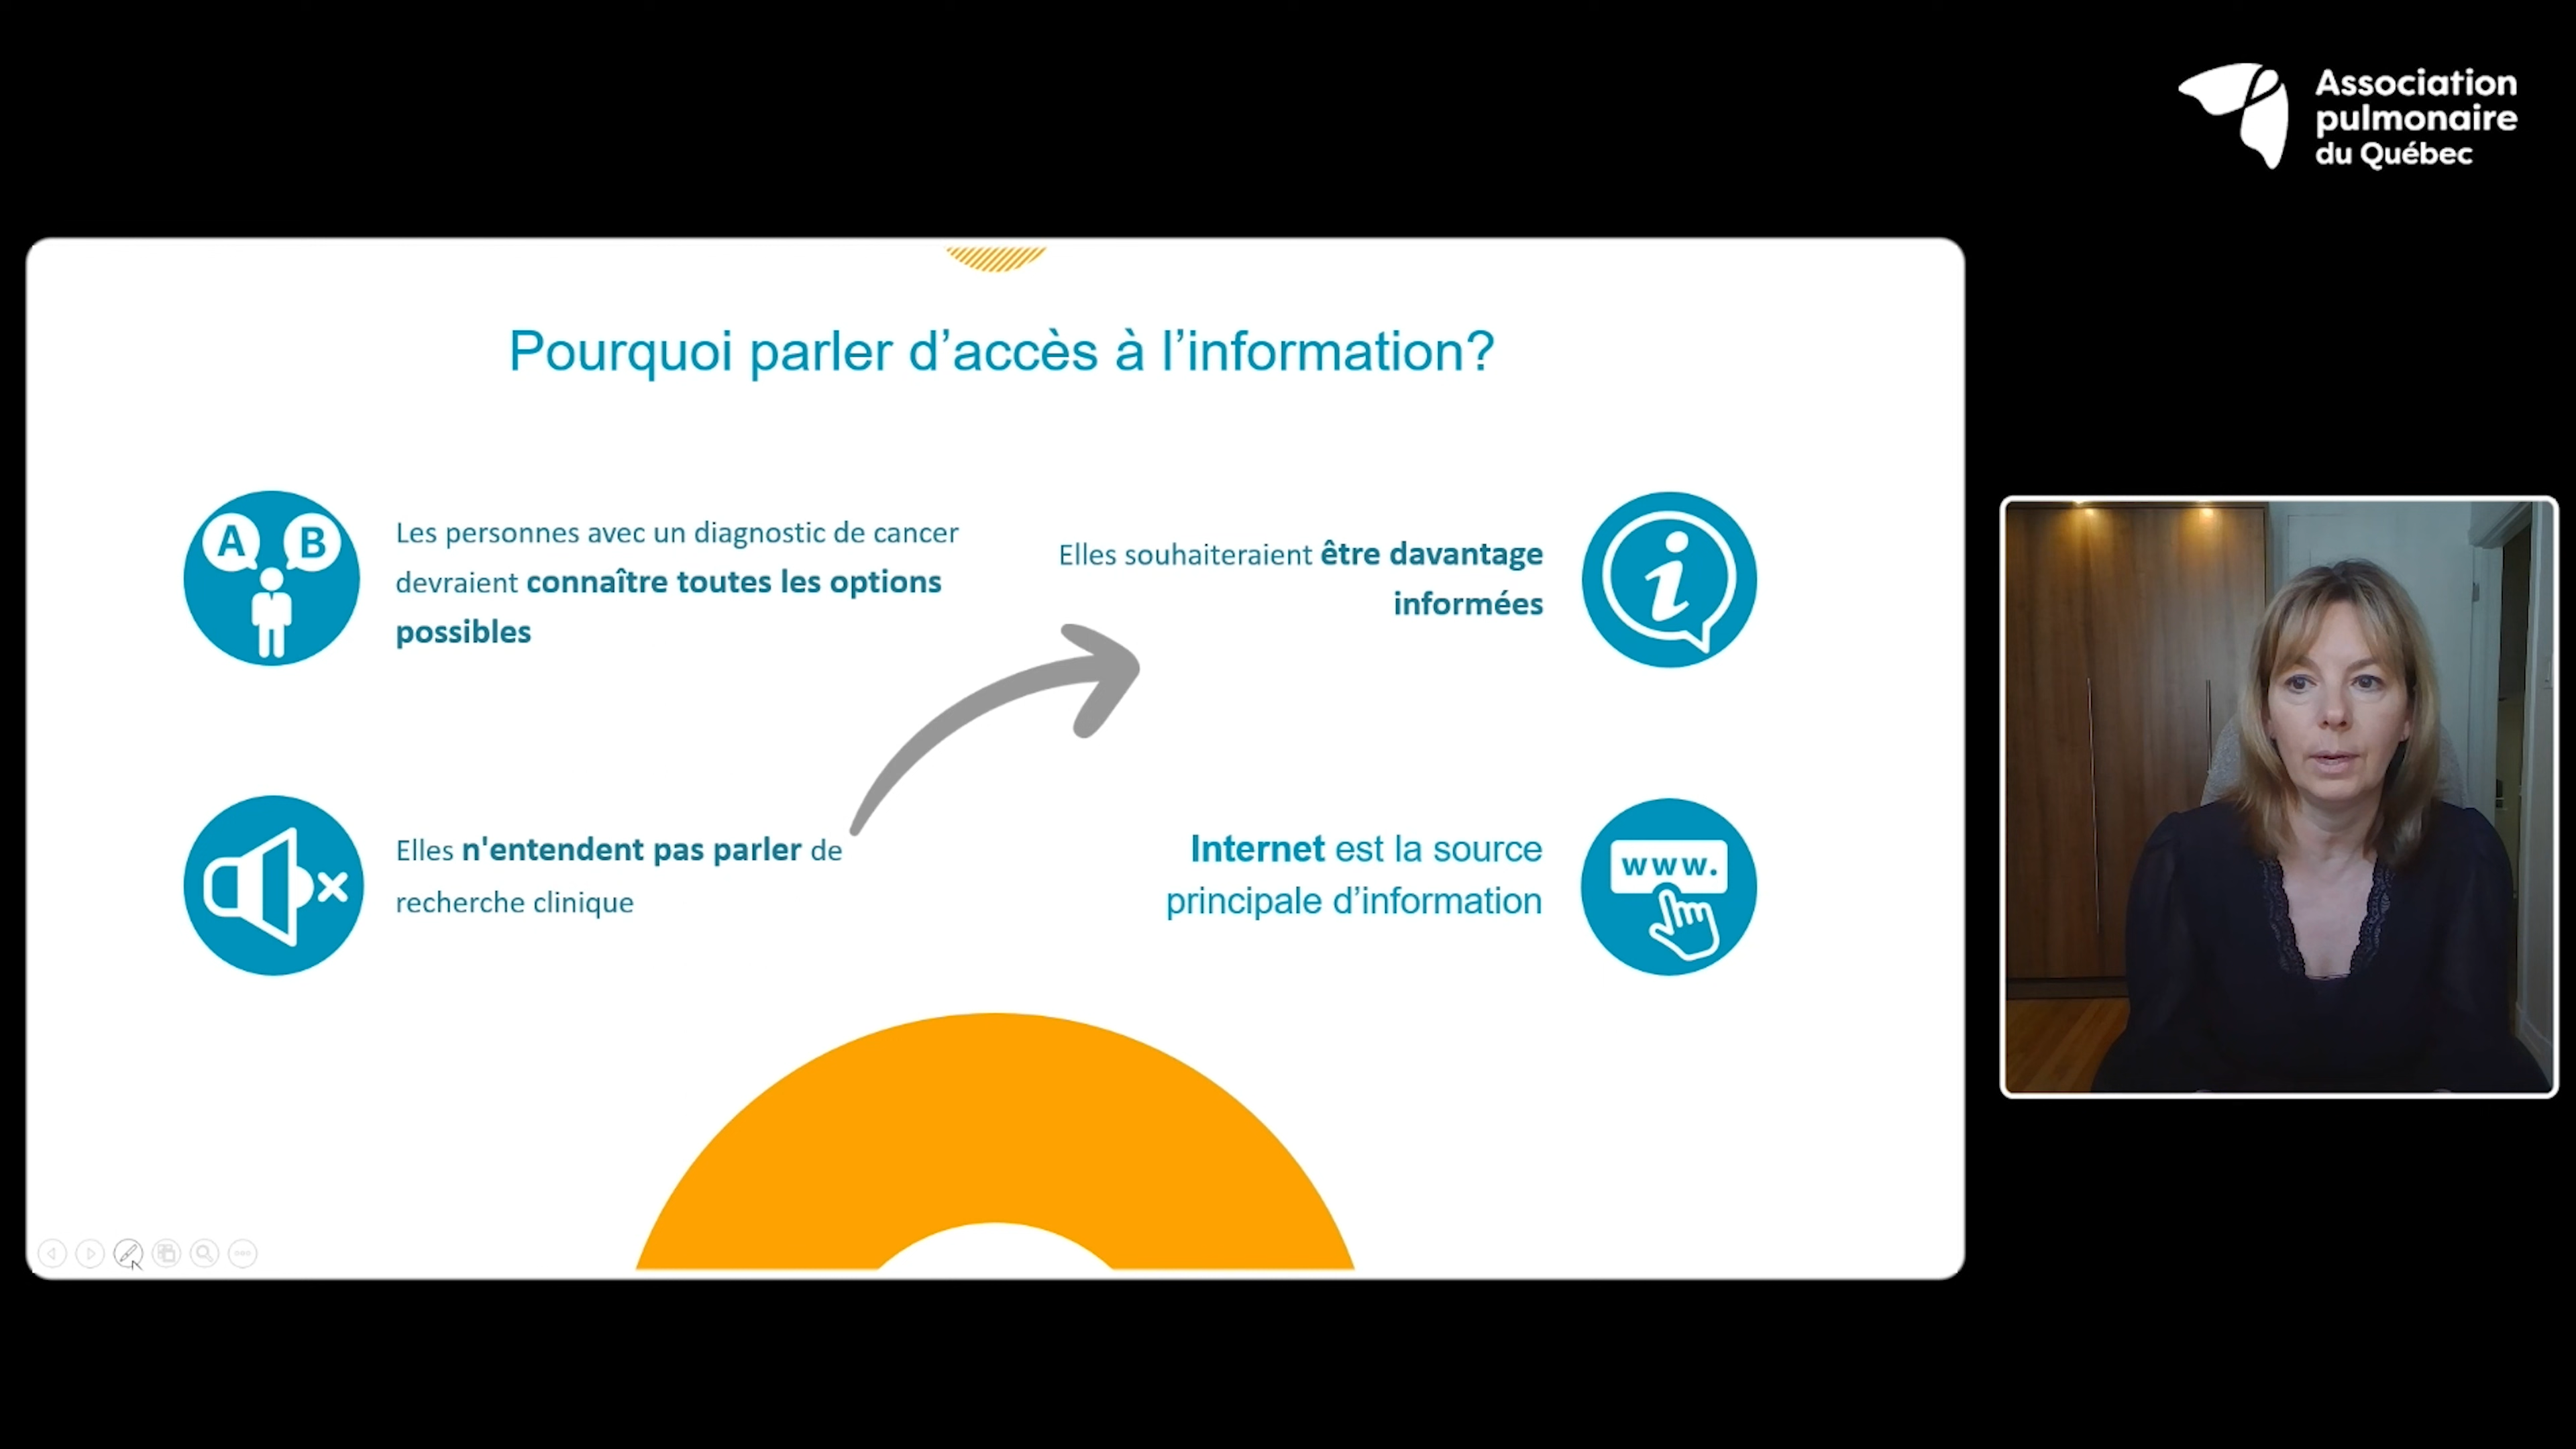 Association
pulmonaire
du Québec
Pourquoi parler d’accès à l’information?
A B
Les personnes avec un diagnostic de cancer
devraient connaître toutes les options
possibles
Elles souhaiteraient être davantage
informées
i
Elles n'entendent pas parler de
recherche clinique
Internet est la source
principale d’information
www.